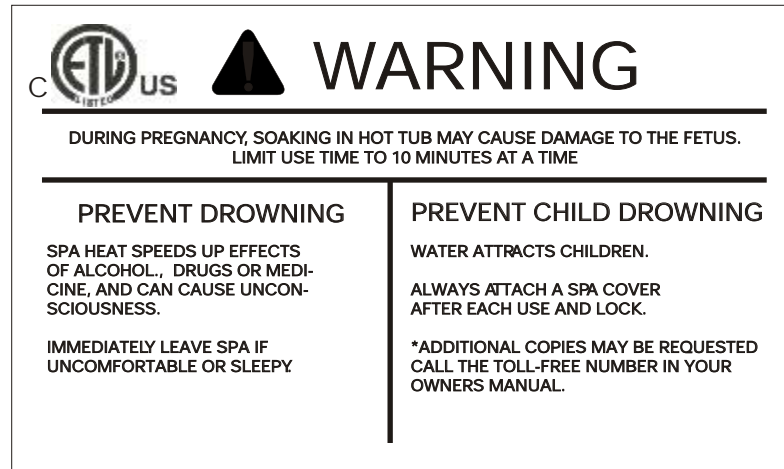 C ETL US
LISTED
WARNING
DURING PREGNANCY, SOAKING IN HOT TUB MAY CAUSE DAMAGE TO THE FETUS.
LIMIT USE TIME TO 10 MINUTES AT A TIME
PREVENT DROWNING
SPA HEAT SPEEDS UP EFFECTS
OF ALCOHOL., DRUGS OR MEDI-
CINE, AND CAN CAUSE UNCON-
SCIOUSNESS.
IMMEDIATELY LEAVE SPA IF
UNCOMFORTABLE OR SLEEPY.
PREVENT CHILD DROWNING
WATER ATTRACTS CHILDREN.
ALWAYS ATTACH A SPA COVER
AFTER EACH USE AND LOCK.
*ADDITIONAL COPIES MAY BE REQUESTED
CALL THE TOLL-FREE NUMBER IN YOUR
OWNERS MANUAL.